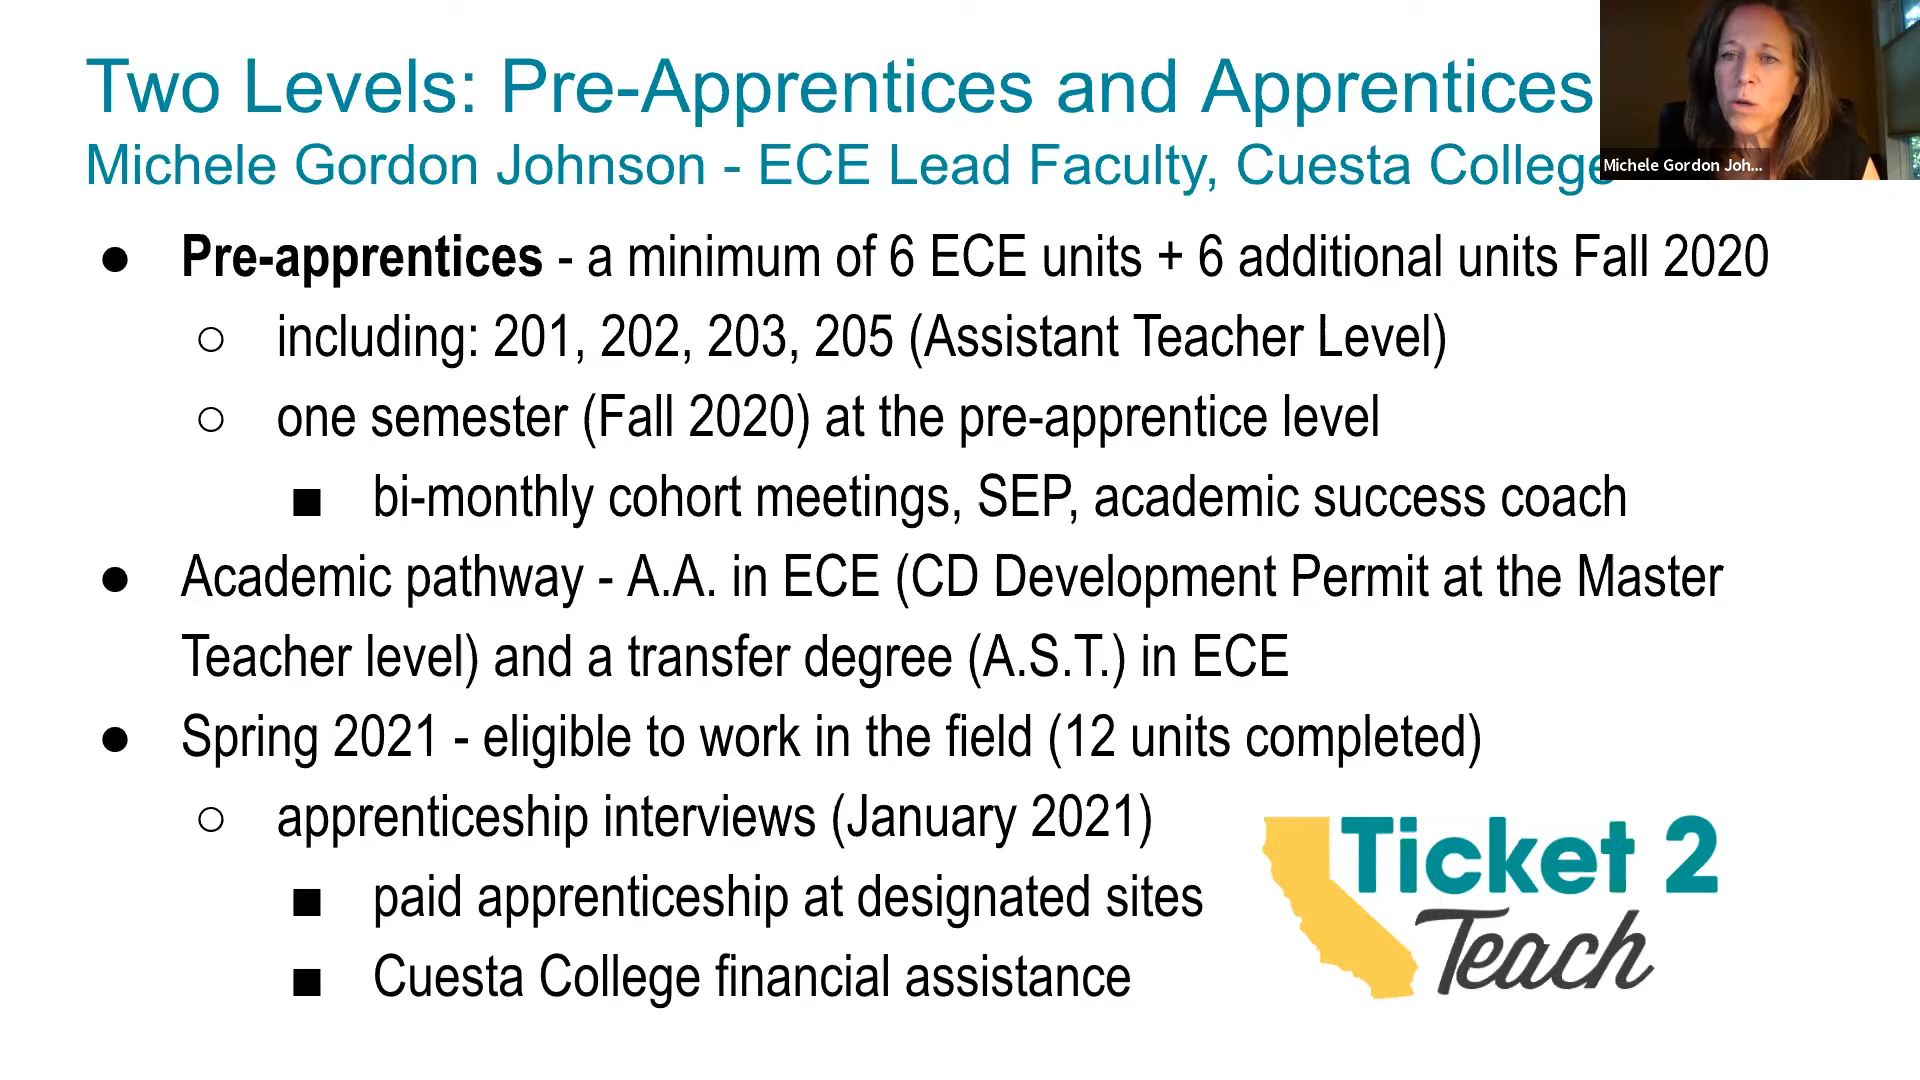 Two Levels: Pre-Apprentices and Apprentices
Michele Gordon Johnson - ECE Lead Faculty, Cuesta College
Michele Gordon Joh...
● Pre-apprentices - a minimum of 6 ECE units + 6 additional units Fall 2020
○ including: 201, 202, 203, 205 (Assistant Teacher Level)
○ one semester (Fall 2020) at the pre-apprentice level
■ bi-monthly cohort meetings, SEP, academic success coach
● Academic pathway - A.A. in ECE (CD Development Permit at the Master
Teacher level) and a transfer degree (A.S.T.) in ECE
● Spring 2021 - eligible to work in the field (12 units completed)
○ apprenticeship interviews (January 2021)
■ paid apprenticeship at designated sites
■ Cuesta College financial assistance
Ticket 2
Teach